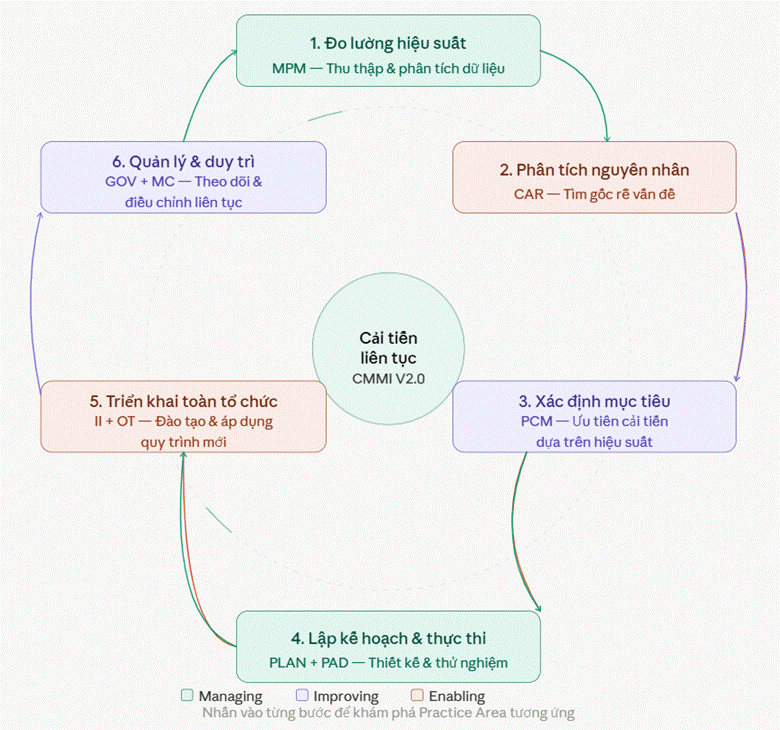 1. Đo lường hiệu suất
MPM — Thu thập & phân tích dữ liệu
2. Phân tích nguyên nhân
CAR — Tìm gốc rễ vấn đề
3. Xác định mục tiêu
PCM — Ưu tiên cải tiến
dựa trên hiệu suất
4. Lập kế hoạch & thực thi
PLAN + PAD — Thiết kế & thử nghiệm
5. Triển khai toàn tổ chức
II + OT — Đào tạo & áp dụng
quy trình mới
6. Quản lý & duy trì
GOV + MC — Theo dõi &
điều chỉnh liên tục
Cải tiến
liên tục
CMMI V2.0
Managing
Improving
Enabling
Nhấn vào từng bước để khám phá Practice Area tương ứng